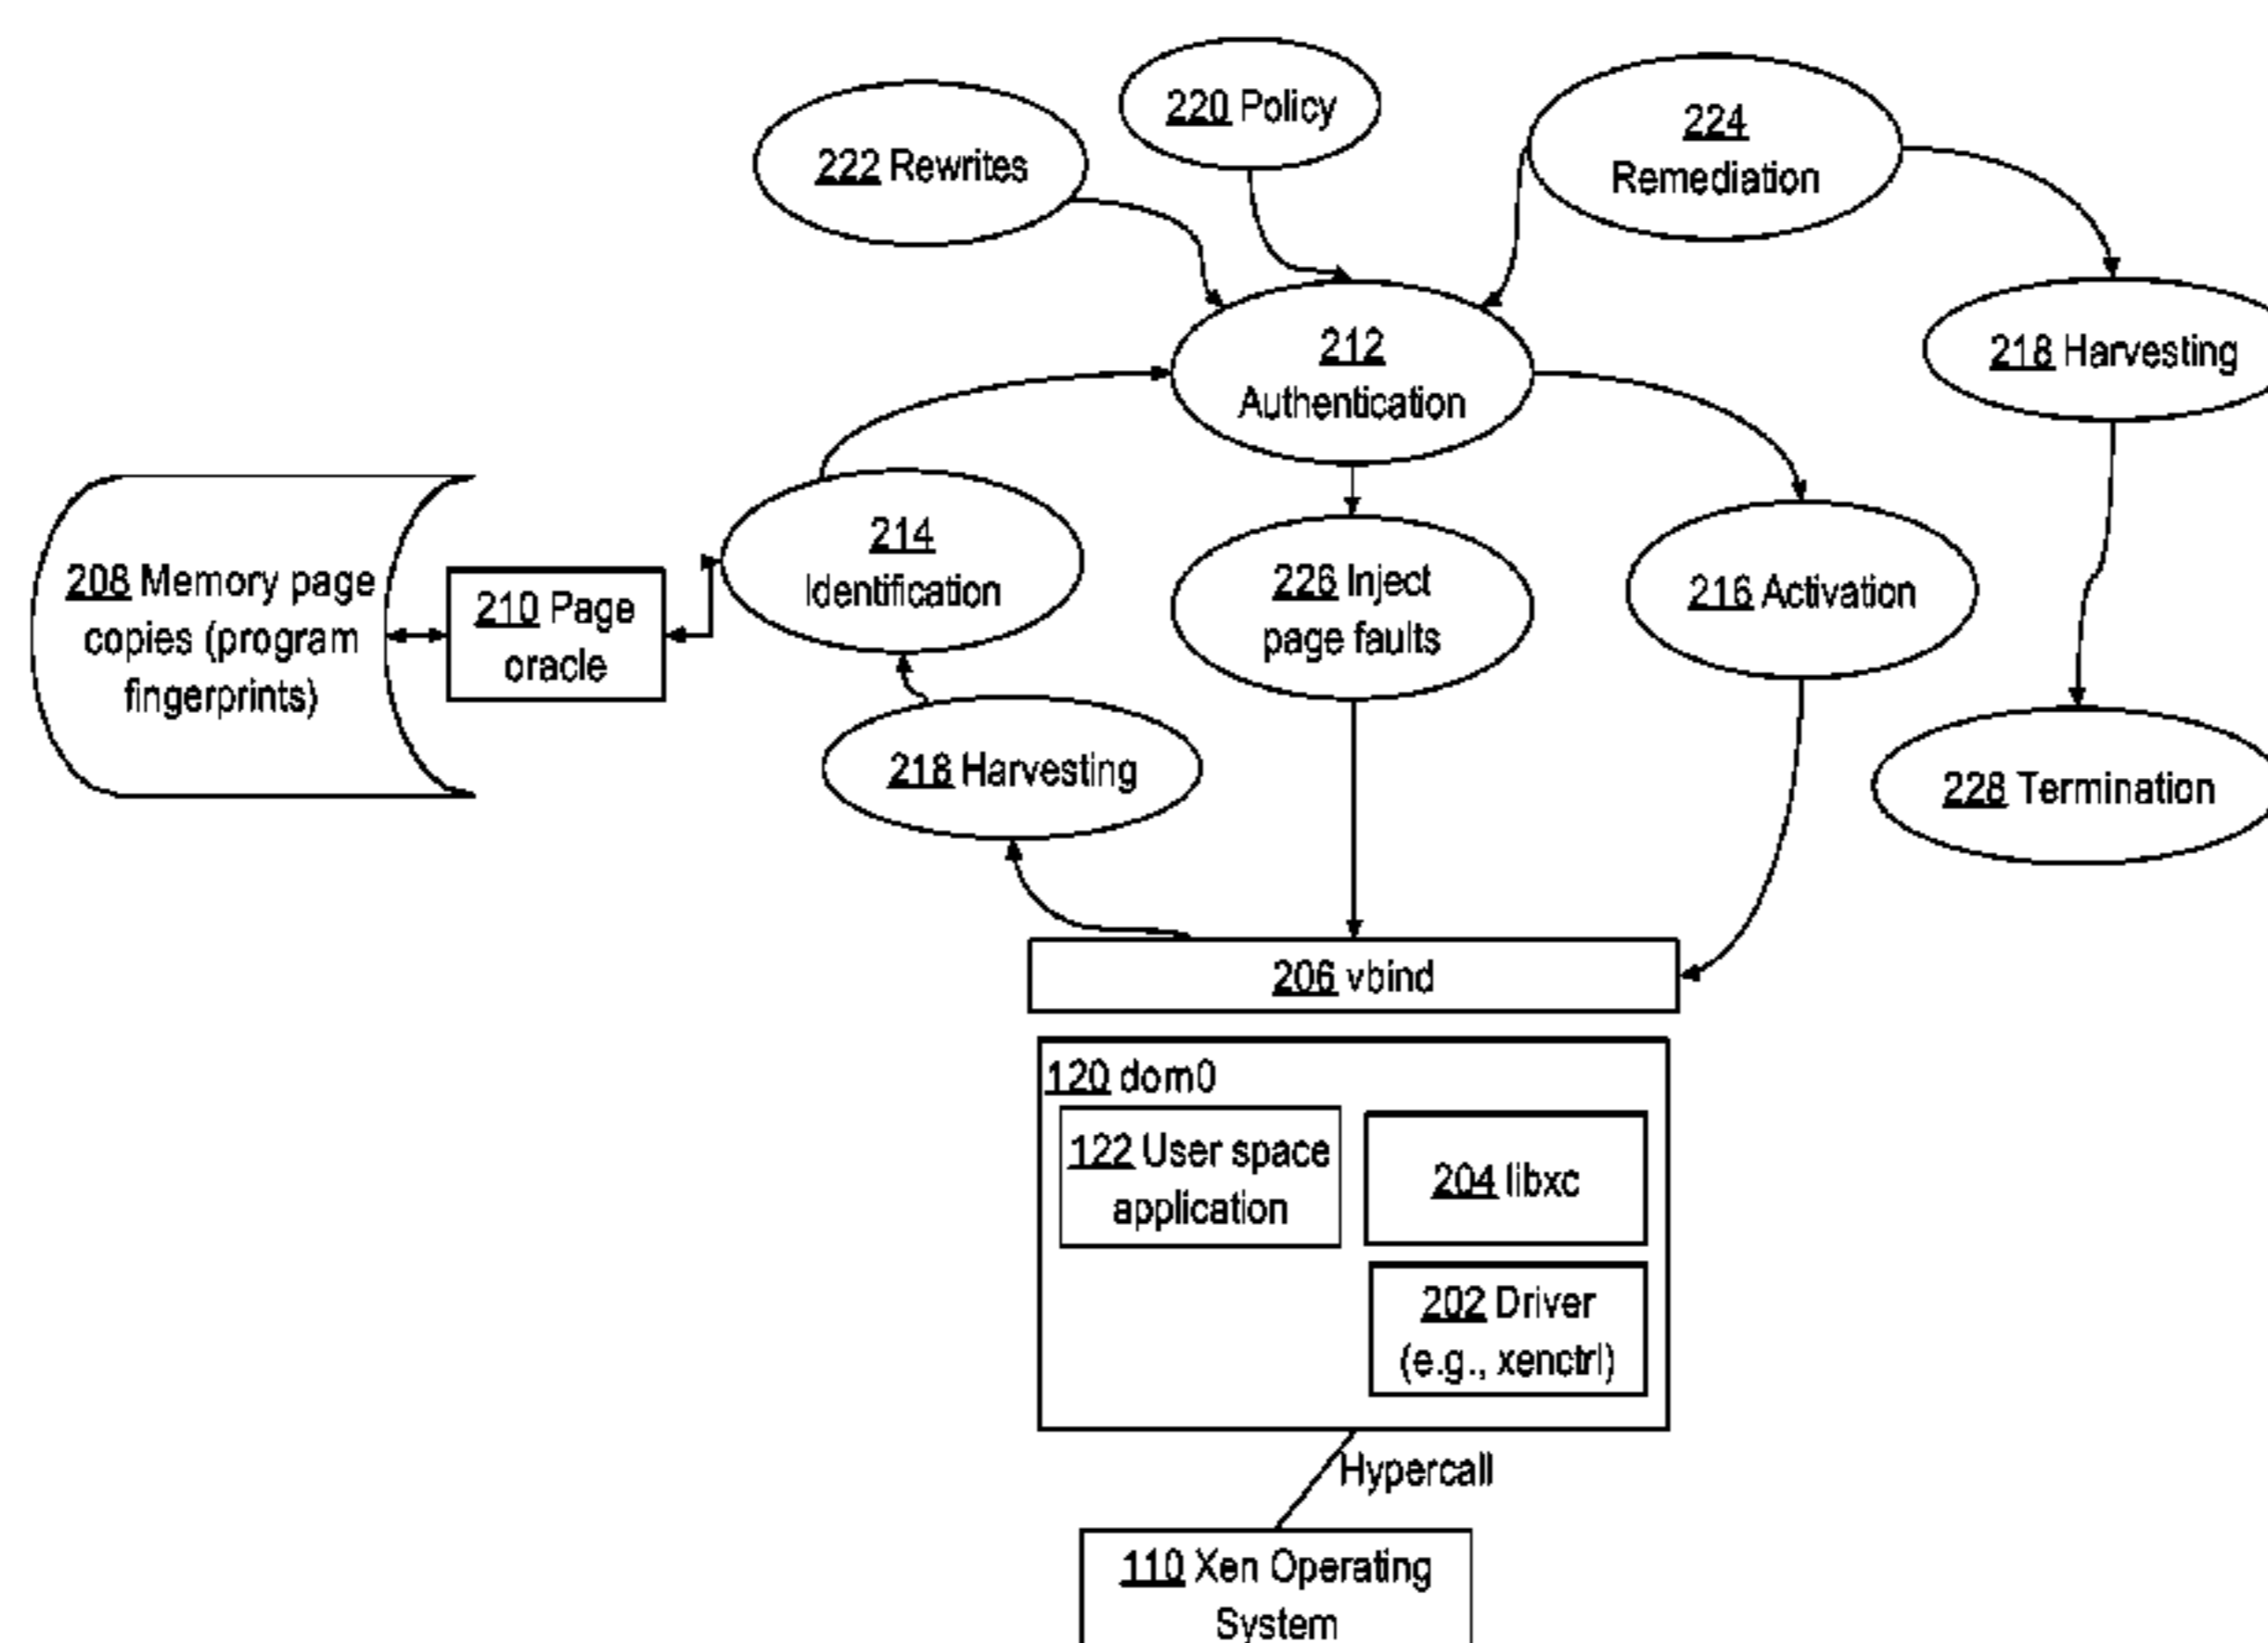 220 Policy
224
Remediation
222 Rewrites
212
Authentication
218 Harvesting
214
Identification
208 Memory page
copies (program
fingerprints)
210 Page
oracle
226 Inject
page faults
216 Activation
218 Harvesting
228 Termination
206 vbind
120 dom0
122 User space
application
204 libxc
202 Driver
(e.g., xenctrl)
Hypercall
110 Xen Operating
System